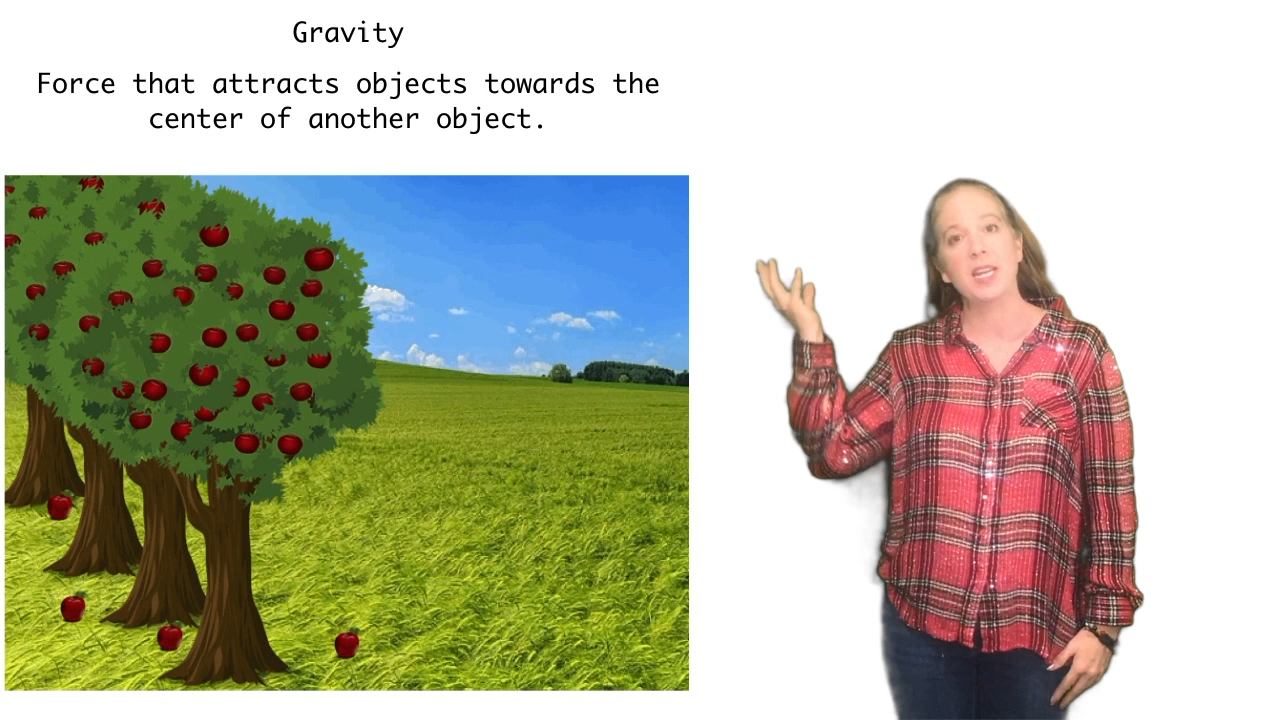 Gravity
Force that attracts objects towards the
center of another object.